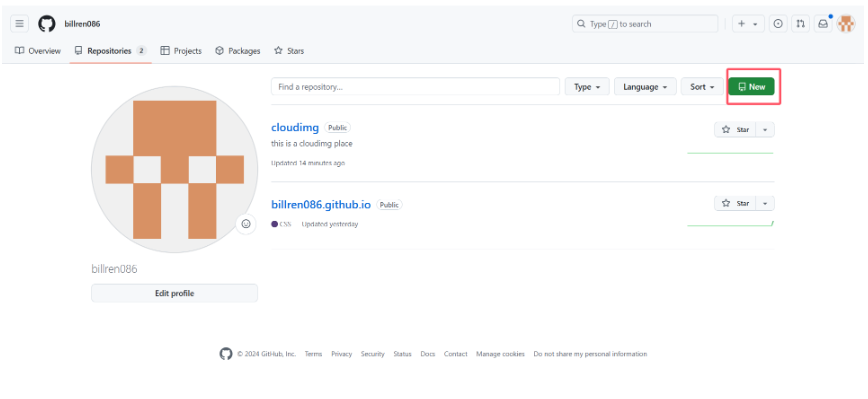 billren086
Type / to search
Overview Repositories 2 Projects Packages Stars
Find a repository... Type Language Sort New
cloudimg Public Star
this is a cloudimg place
Updated 14 minutes ago
billren086.github.io Public Star
CSS Updated yesterday
billren086
Edit profile
© 2024 GitHub, Inc. Terms Privacy Security Status Docs Contact Manage cookies Do not share my personal information